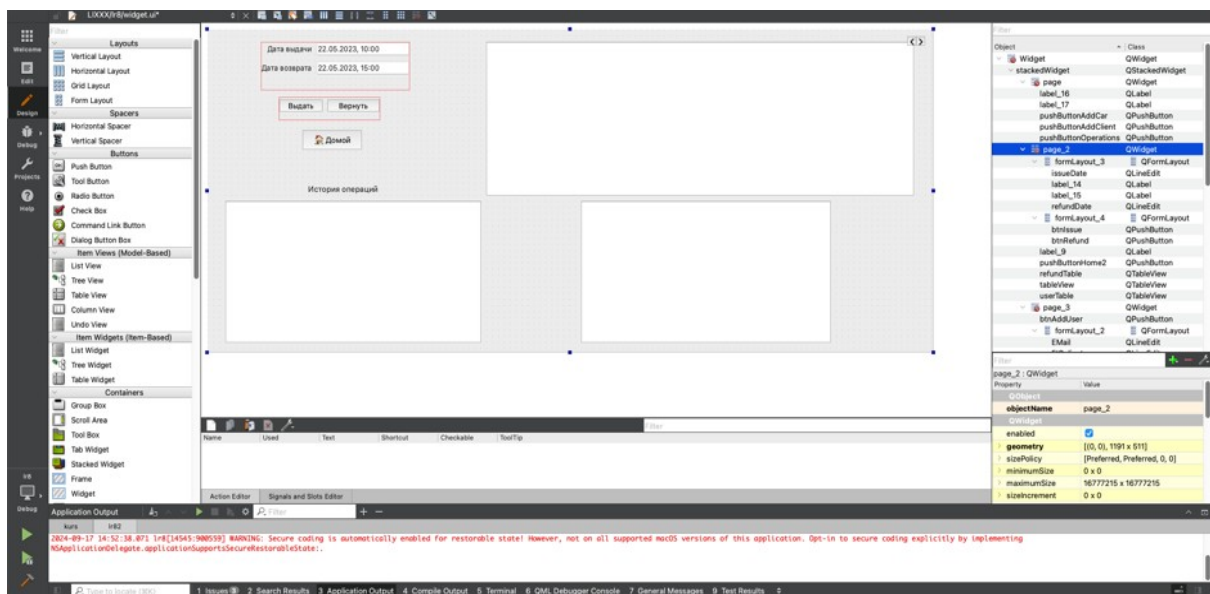 LIXXX/lr8/widget.ui*
Filter
Welcome
Edit
Design
Debug
Projects
Help
lr8
Debug
Layouts
Vertical Layout
Horizontal Layout
Grid Layout
Form Layout
Spacers
Horizontal Spacer
Vertical Spacer
Buttons
Push Button
Tool Button
Radio Button
Check Box
Command Link Button
Dialog Button Box
Item Views (Model-Based)
List View
Tree View
Table View
Column View
Undo View
Item Widgets (Item-Based)
List Widget
Tree Widget
Table Widget
Containers
Group Box
Scroll Area
Tool Box
Tab Widget
Stacked Widget
Frame
Widget
Дата выдачи 22.05.2023, 10:00
Дата возврата 22.05.2023, 15:00
Выдать Вернуть
Домой
История операций
Filter
Name Used Text Shortcut Checkable ToolTip
Action Editor Signals and Slots Editor
Filter
Object Class
Widget QWidget
stackedWidget QStackedWidget
page QWidget
label_16 QLabel
label_17 QLabel
pushButtonAddCar QPushButton
pushButtonAddClient QPushButton
pushButtonOperations QPushButton
page_2 QWidget
formLayout_3 QFormLayout
issueDate QLineEdit
label_14 QLabel
label_15 QLabel
refundDate QLineEdit
formLayout_4 QFormLayout
btnIssue QPushButton
btnRefund QPushButton
label_9 QLabel
pushButtonHome2 QPushButton
refundTable QTableView
tableView QTableView
userTable QTableView
page_3 QWidget
btnAddUser QPushButton
formLayout_2 QFormLayout
EMail QLineEdit
Filter
page_2 : QWidget
Property Value
QObject
objectName page_2
QWidget
enabled
geometry [(0, 0), 1191 x 511]
sizePolicy [Preferred, Preferred, 0, 0]
minimumSize 0 x 0
maximumSize 16777215 x 16777215
sizeIncrement 0 x 0
Application Output Filter
kurs lr82
2024-09-17 14:52:38.071 lr8[14545:900559] WARNING: Secure coding is automatically enabled for restorable state! However, not on all supported macOS versions of this application. Opt-in to secure coding explicitly by implementing
NSApplicationDelegate.applicationSupportsSecureRestorableState:.
Type to locate (⌘K) 1 Issues 2 Search Results 3 Application Output 4 Compile Output 5 Terminal 6 QML Debugger Console 7 General Messages 9 Test Results